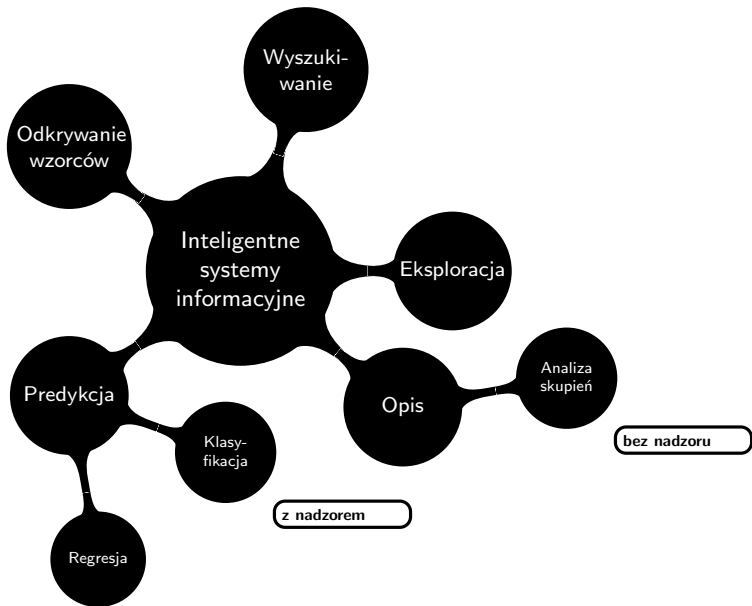 Wyszuki-
wanie
Odkrywanie
wzorców
Inteligentne
systemy
informacyjne
Eksploracja
Analiza
skupień
Predykcja
Opis
Klasy-
fikacja
bez nadzoru
z nadzorem
Regresja